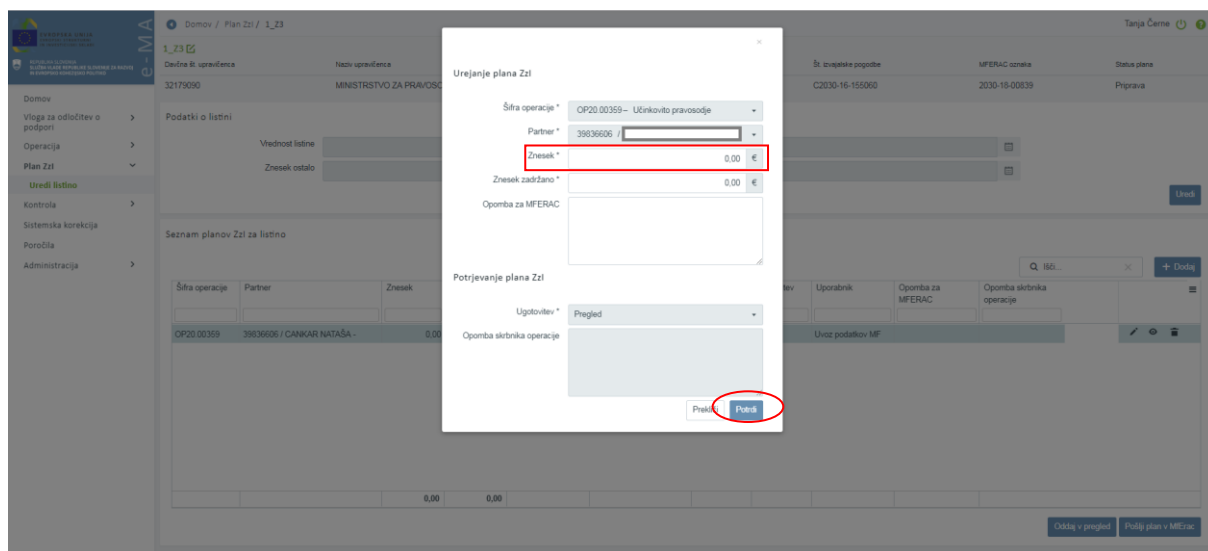 Domov / Plan ZzI / 1_Z3
Tanja Černe
EVROPSKA UNIJA
e-MA
1_Z3
Davčna št. upravičenca
Naziv upravičenca
Št. izvajalske pogodbe
MFERAC oznaka
Status plana
32179090
MINISTRSTVO ZA PRAVOSO
C2030-16-155060
2030-18-00839
Priprava
Domov
Vloga za odločitev o podpori
Operacija
Plan ZzI
Uredi listino
Kontrola
Sistemska korekcija
Poročila
Administracija
Podatki o listini
Vrednost listine
Znesek ostalo
Uredi
Seznam planov ZzI za listino
Išči...
+ Dodaj
Šifra operacije
Partner
Znesek
tev
Uporabnik
Opomba za MFERAC
Opomba skrbnika operacije
OP20.00359
39836606 / CANKAR NATAŠA -
0,00
Uvoz podatkov MF
0,00
0,00
Oddaj v pregled
Pošlji plan v MfErac
×
Urejanje plana ZzI
Šifra operacije *
OP20.00359 – Učinkovito pravosodje
Partner *
39836606 /
Znesek *
0,00 €
Znesek zadržano *
0,00 €
Opomba za MFERAC
Potrjevanje plana ZzI
Ugotovitev *
Pregled
Opomba skrbnika operacije
Prekliči
Potrdi